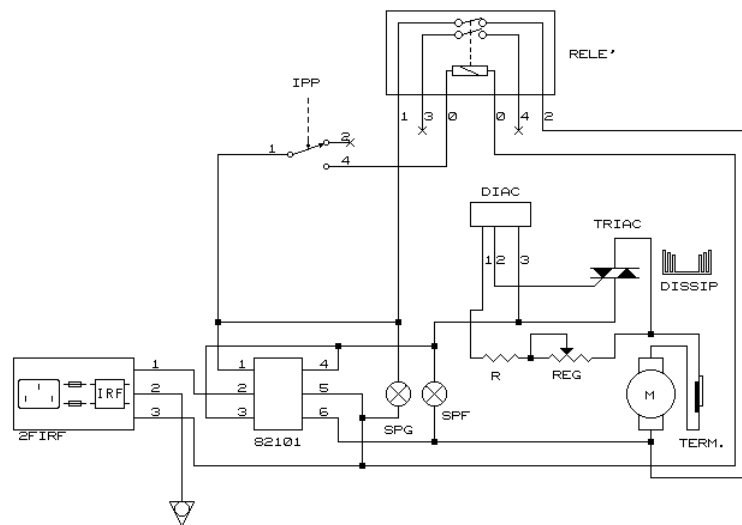 RELE'
IPP
1 3 0 0 4 2
2
1
4
DIAC
TRIAC
1 2 3
DISSIP
1 1 4
2 2 5
3 3 6
IRF
R
REG
M
2FIRF
82101
SPG
SPF
TERM.